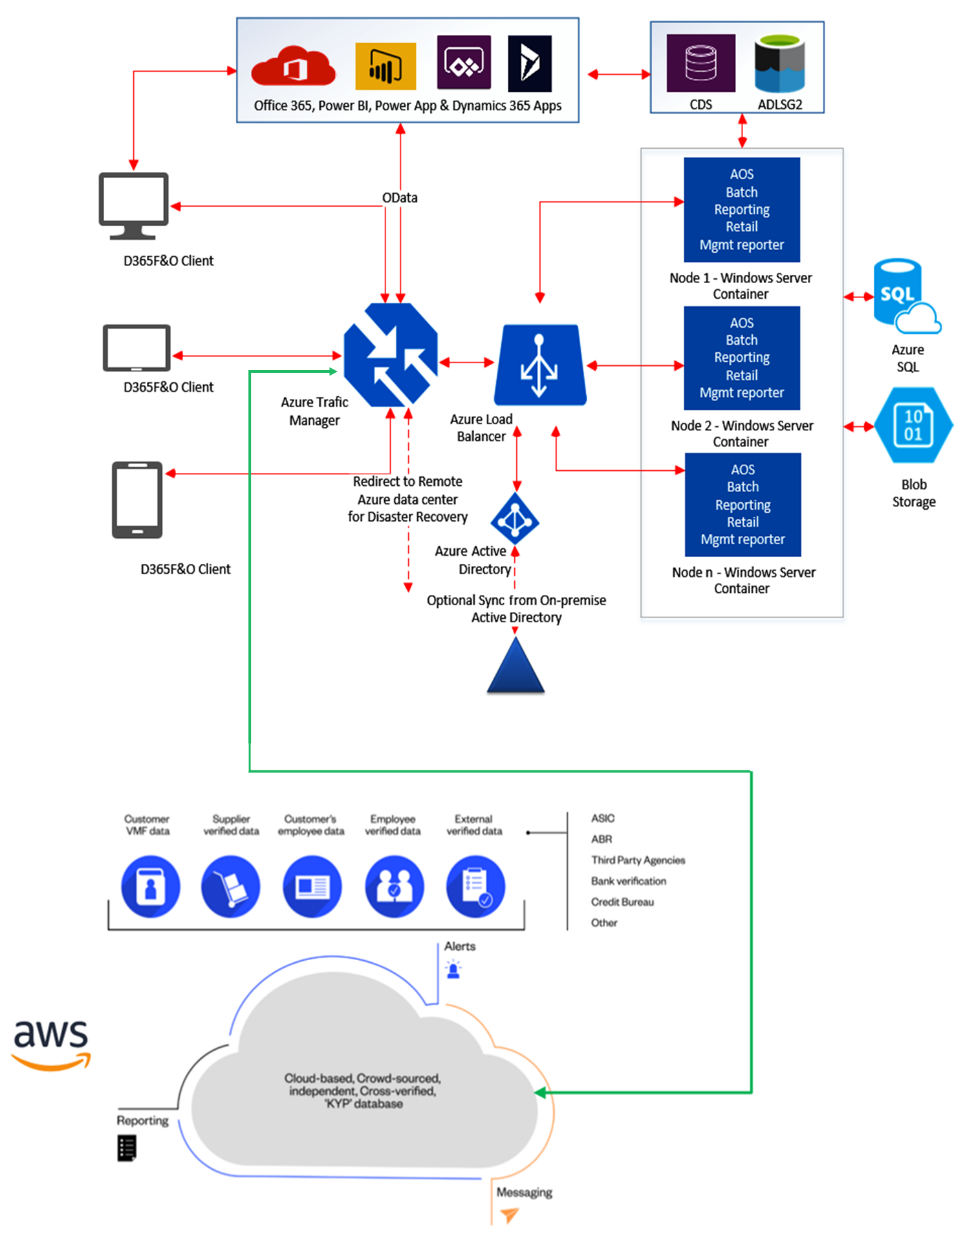 Office 365, Power BI, Power App & Dynamics 365 Apps
CDS
ADLSG2
OData
D365F&O Client
D365F&O Client
D365F&O Client
Azure Trafic
Manager
Azure Load
Balancer
Redirect to Remote
Azure data center
for Disaster Recovery
Azure Active
Directory
Optional Sync from On-premise
Active Directory
AOS
Batch
Reporting
Retail
Mgmt reporter
Node 1 - Windows Server
Container
AOS
Batch
Reporting
Retail
Mgmt reporter
Node 2 - Windows Server
Container
AOS
Batch
Reporting
Retail
Mgmt reporter
Node n - Windows Server
Container
SQL
Azure
SQL
10
01
Blob
Storage
Customer
VMF data
Supplier
verified data
Customer's
employee data
Employee
verified data
External
verified data
ASIC
ABR
Third Party Agencies
Bank verification
Credit Bureau
Other
Alerts
aws
Cloud-based, Crowd-sourced,
independent, Cross-verified,
'KYP' database
Reporting
Messaging